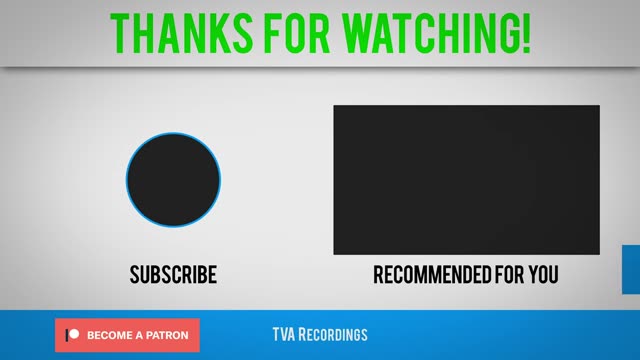 THANKS FOR WATCHING!
SUBSCRIBE
RECOMMENDED FOR YOU
BECOME A PATRON
TVA RECORDINGS